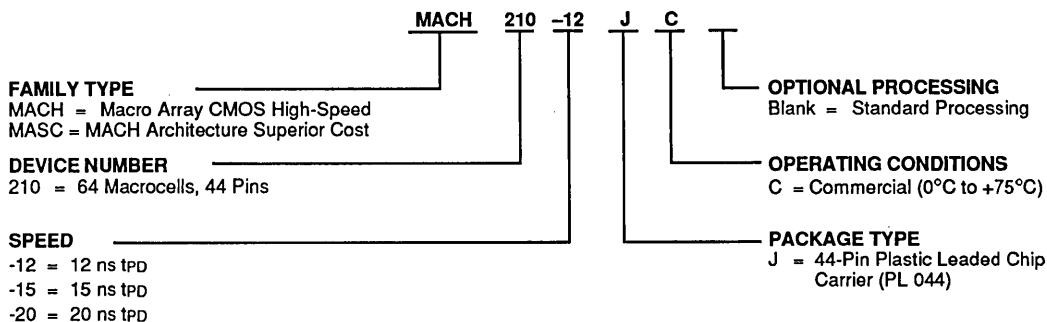 MACH 210 –12 J C
FAMILY TYPE
MACH = Macro Array CMOS High-Speed
MASC = MACH Architecture Superior Cost
DEVICE NUMBER
210 = 64 Macrocells, 44 Pins
SPEED
-12 = 12 ns tPD
-15 = 15 ns tPD
-20 = 20 ns tPD
OPTIONAL PROCESSING
Blank = Standard Processing
OPERATING CONDITIONS
C = Commercial (0°C to +75°C)
PACKAGE TYPE
J = 44-Pin Plastic Leaded Chip
Carrier (PL 044)